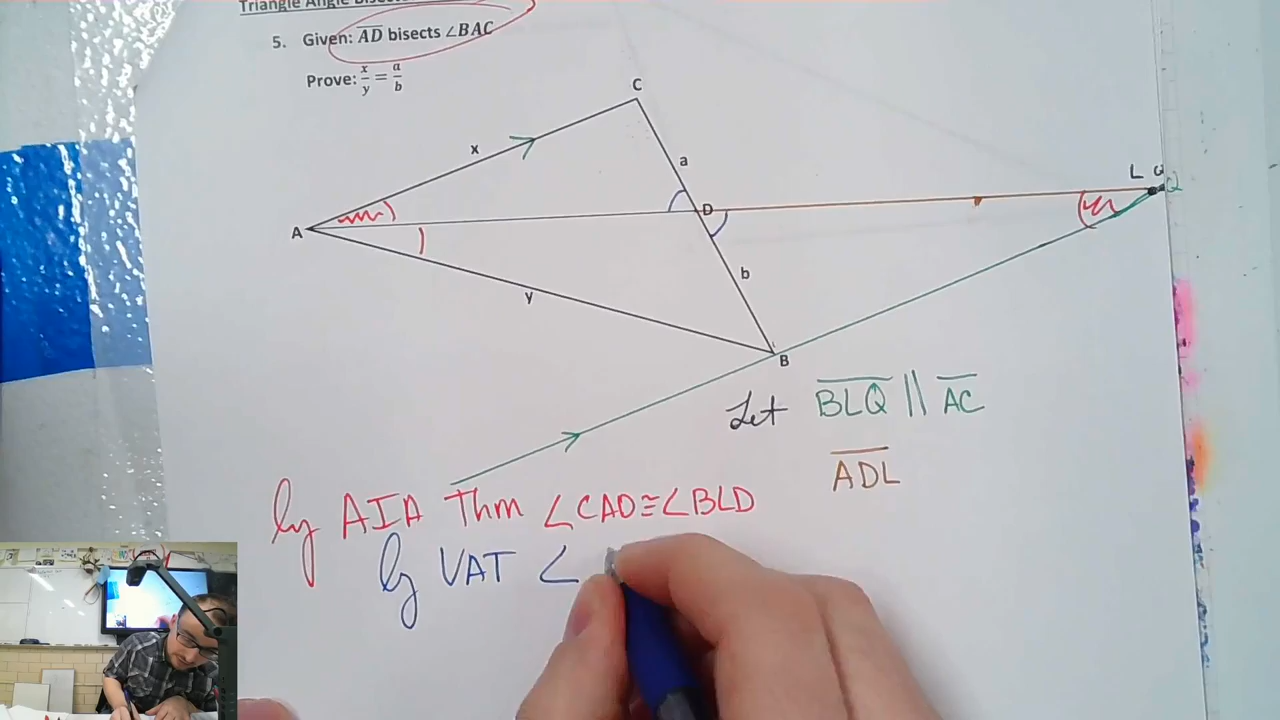 Triangle Angle
5. Given: AD bisects ∠BAC
Prove: x/y = a/b
C
x
a
L Q
Q
D
A
b
y
B
Let BLQ || AC
ADL
by AIA Thm ∠CAD≅∠BLD
by VAT ∠